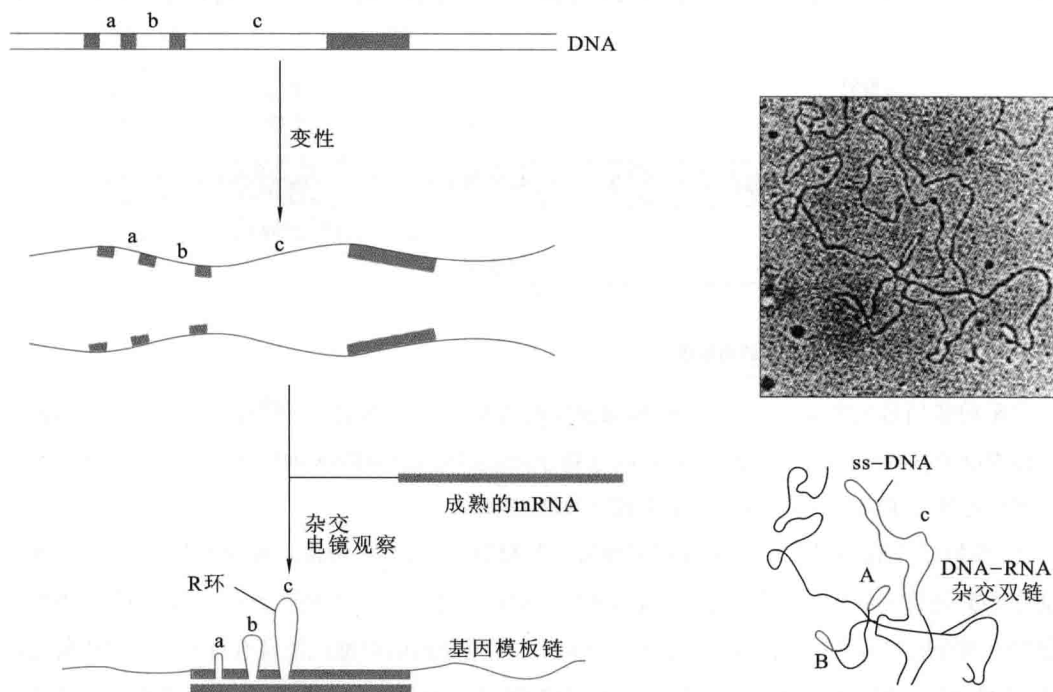 a b c
DNA
变性
a b c
成熟的mRNA
杂交
电镜观察
R环
a b c
基因模板链
ss-DNA
c
A
DNA-RNA
杂交双链
B